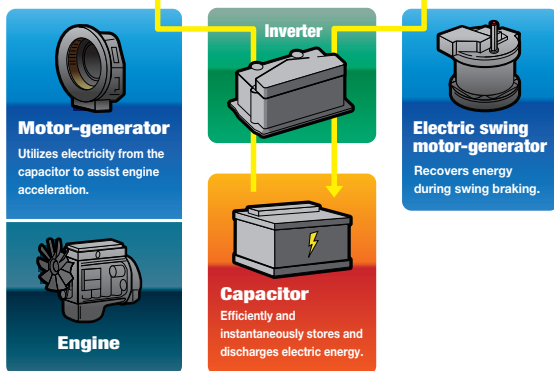 Inverter
Motor-generator
Utilizes electricity from the
capacitor to assist engine
acceleration.
Electric swing
motor-generator
Recovers energy
during swing braking.
Engine
Capacitor
Efficiently and
instantaneously stores and
discharges electric energy.